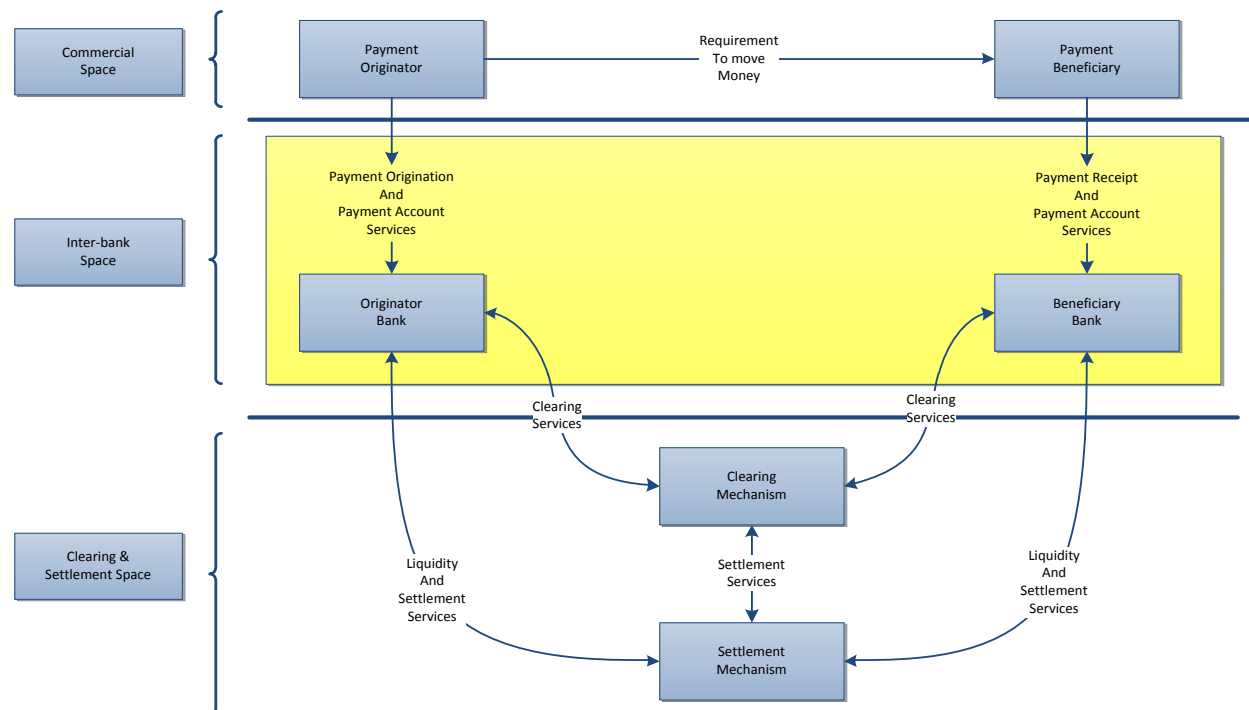 Commercial
Space
Payment
Originator
Requirement
To move
Money
Payment
Beneficiary
Inter-bank
Space
Payment Origination
And
Payment Account
Services
Payment Receipt
And
Payment Account
Services
Originator
Bank
Beneficiary
Bank
Clearing
Services
Clearing
Services
Clearing &
Settlement Space
Clearing
Mechanism
Liquidity
And
Settlement
Services
Settlement
Services
Liquidity
And
Settlement
Services
Settlement
Mechanism